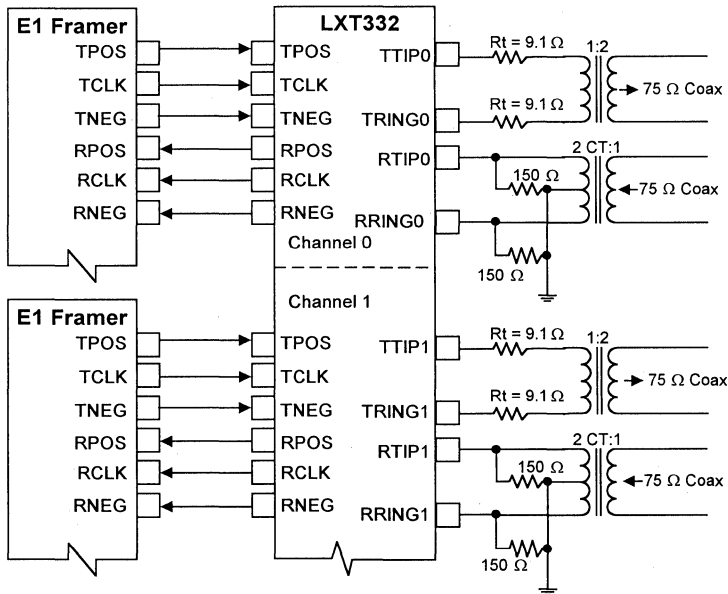 E1 Framer
TPOS
TCLK
TNEG
RPOS
RCLK
RNEG
LXT332
TPOS
TCLK
TNEG
RPOS
RCLK
RNEG
Channel 0
TTIP0
TRING0
RTIP0
RRING0
Rt = 9.1 Ω
Rt = 9.1 Ω
1:2
75 Ω Coax
2 CT:1
150 Ω
75 Ω Coax
150 Ω
E1 Framer
TPOS
TCLK
TNEG
RPOS
RCLK
RNEG
Channel 1
TPOS
TCLK
TNEG
RPOS
RCLK
RNEG
TTIP1
TRING1
RTIP1
RRING1
Rt = 9.1 Ω
Rt = 9.1 Ω
1:2
75 Ω Coax
2 CT:1
150 Ω
75 Ω Coax
150 Ω